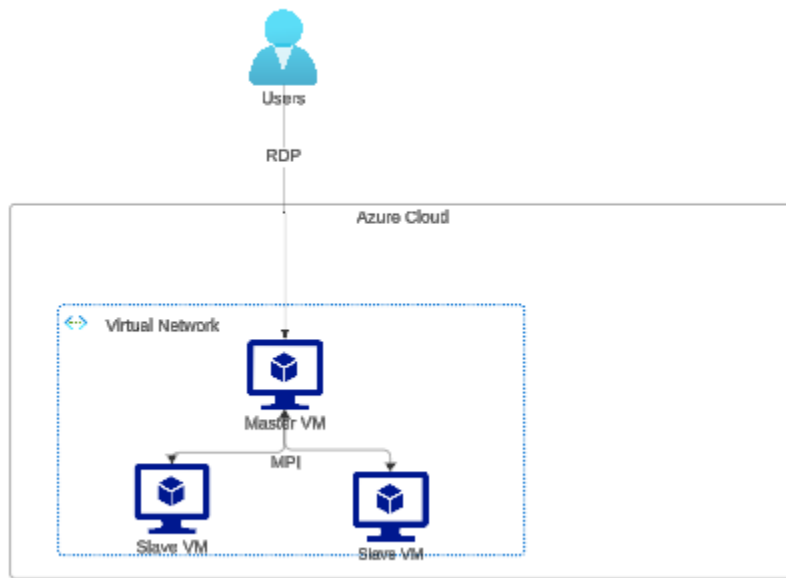 Users
RDP
Azure Cloud
Virtual Network
Master VM
MPI
Slave VM
Slave VM